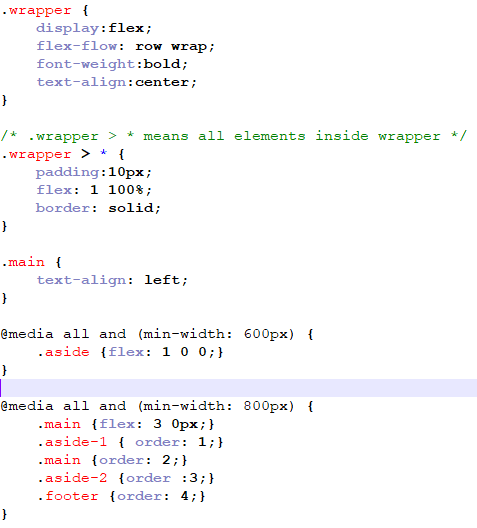 .wrapper {
    display:flex;
    flex-flow: row wrap;
    font-weight:bold;
    text-align:center;
}

/* .wrapper > * means all elements inside wrapper */
.wrapper > * {
    padding:10px;
    flex: 1 100%;
    border: solid;
}

.main {
    text-align: left;
}

@media all and (min-width: 600px) {
    .aside {flex: 1 0 0;}
}

@media all and (min-width: 800px) {
    .main {flex: 3 0px;}
    .aside-1 { order: 1;}
    .main {order: 2;}
    .aside-2 {order :3;}
    .footer {order: 4;}
}